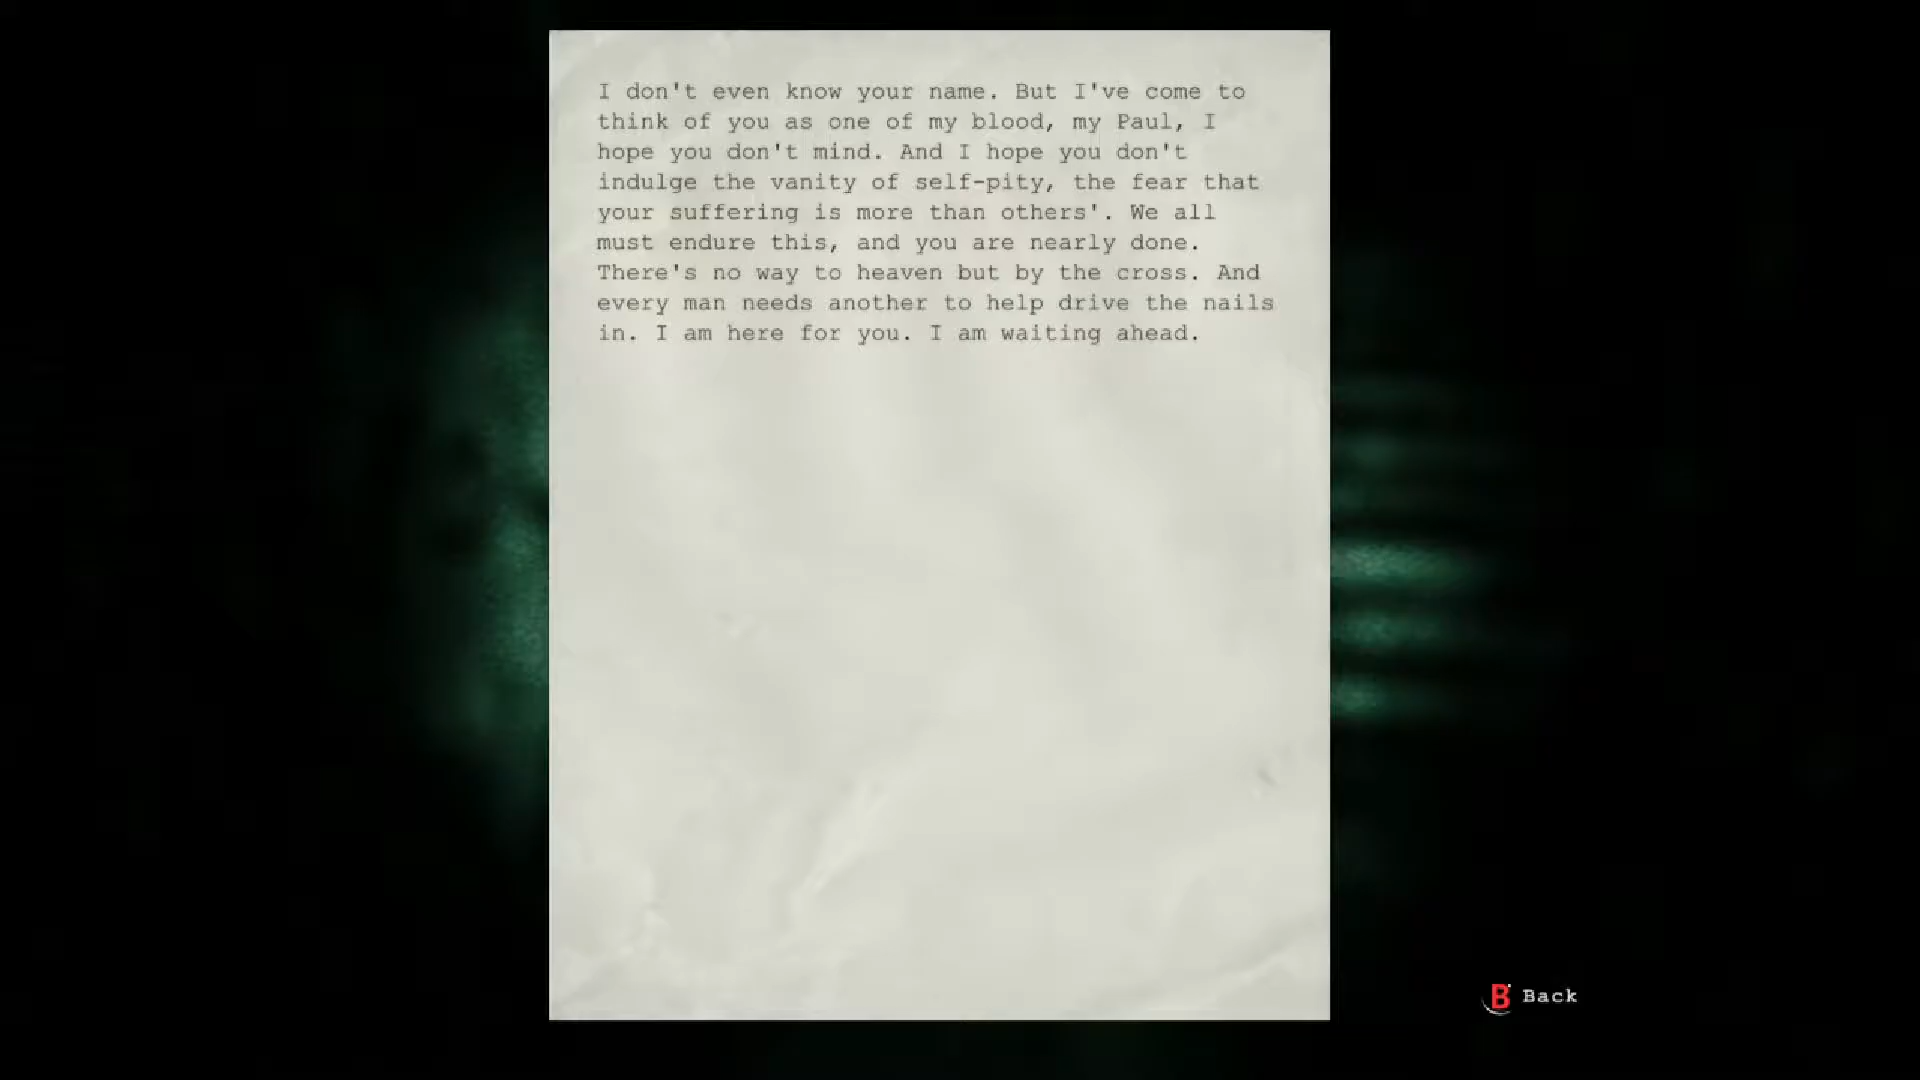 I don't even know your name. But I've come to
think of you as one of my blood, my Paul, I
hope you don't mind. And I hope you don't
indulge the vanity of self-pity, the fear that
your suffering is more than others'. We all
must endure this, and you are nearly done.
There's no way to heaven but by the cross. And
every man needs another to help drive the nails
in. I am here for you. I am waiting ahead.
B Back